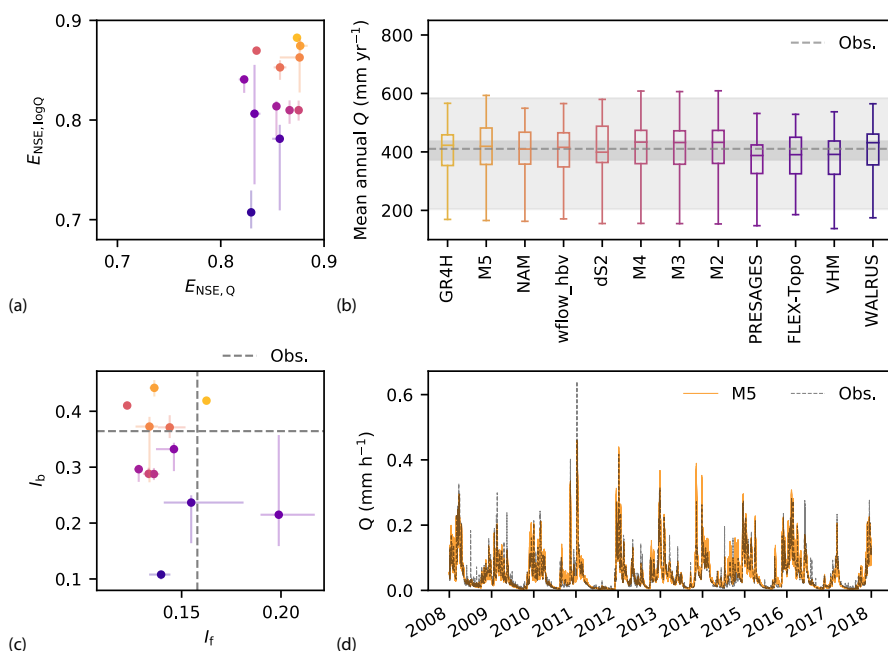 0.9
0.8
0.7
E_NSE, logQ
0.7 0.8 0.9
E_NSE, Q
(a)
800
600
400
200
Mean annual Q (mm yr⁻¹)
Obs.
GR4H
M5
NAM
wflow_hbv
dS2
M4
M3
M2
PRESAGES
FLEX-Topo
VHM
WALRUS
(b)
Obs.
0.4
0.3
0.2
0.1
I_b
0.15 0.20
I_f
(c)
0.6
0.4
0.2
0.0
Q (mm h⁻¹)
M5 Obs.
2008
2009
2010
2011
2012
2013
2014
2015
2016
2017
2018
(d)